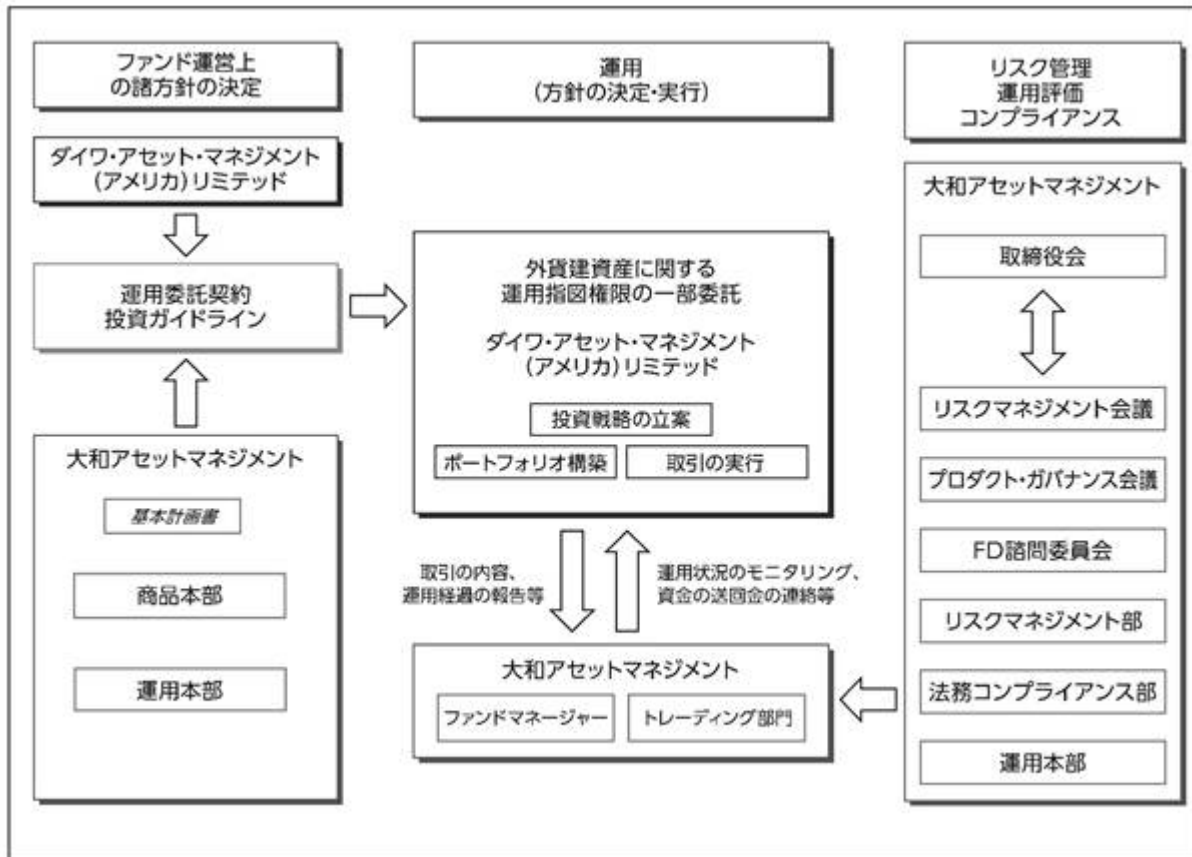 ファンド運営上
の諸方針の決定
ダイワ・アセット・マネジメント
(アメリカ)リミテッド
運用委託契約
投資ガイドライン
大和アセットマネジメント
基本計画書
商品本部
運用本部
運用
(方針の決定・実行)
外貨建資産に関する
運用指図権限の一部委託
ダイワ・アセット・マネジメント
(アメリカ)リミテッド
投資戦略の立案
ポートフォリオ構築
取引の実行
取引の内容、
運用経過の報告等
運用状況のモニタリング、
資金の送回金の連絡等
大和アセットマネジメント
ファンドマネージャー
トレーディング部門
リスク管理
運用評価
コンプライアンス
大和アセットマネジメント
取締役会
リスクマネジメント会議
プロダクト・ガバナンス会議
FD諮問委員会
リスクマネジメント部
法務コンプライアンス部
運用本部